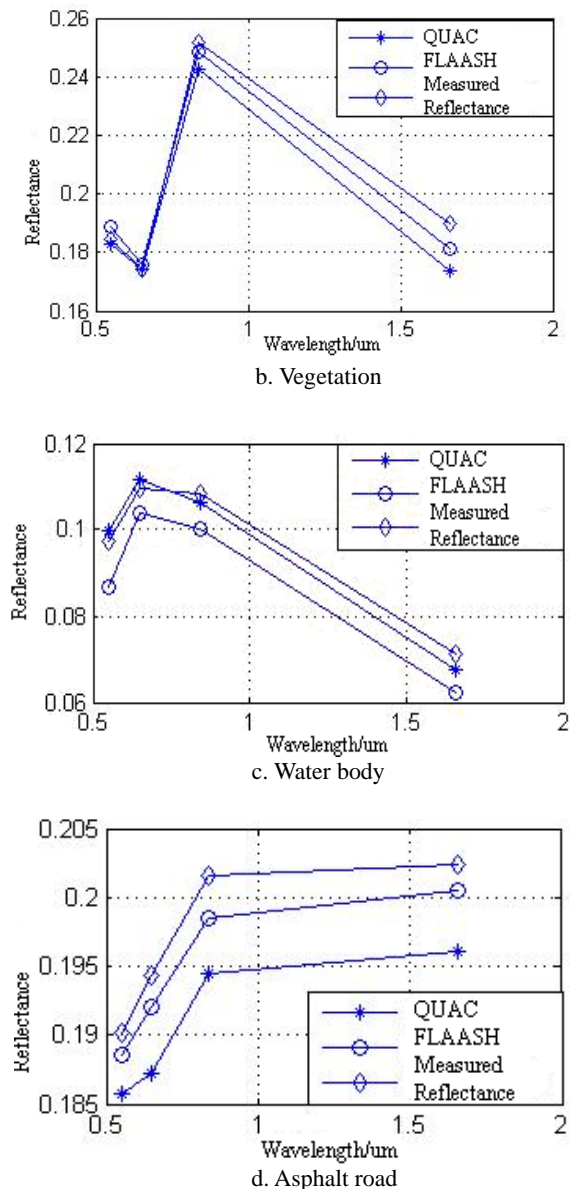 0.26
0.24
0.22
0.2
0.18
0.16
Reflectance
QUAC
FLAASH
Measured
Reflectance
0.5
1
1.5
2
Wavelength/um
b. Vegetation
0.12
0.1
0.08
0.06
Reflectance
QUAC
FLAASH
Measured
Reflectance
0.5
1
1.5
2
Wavelength/um
c. Water body
0.205
0.2
0.195
0.19
0.185
Reflectance
QUAC
FLAASH
Measured
Reflectance
0.5
1
1.5
2
Wavelength/um
d. Asphalt road